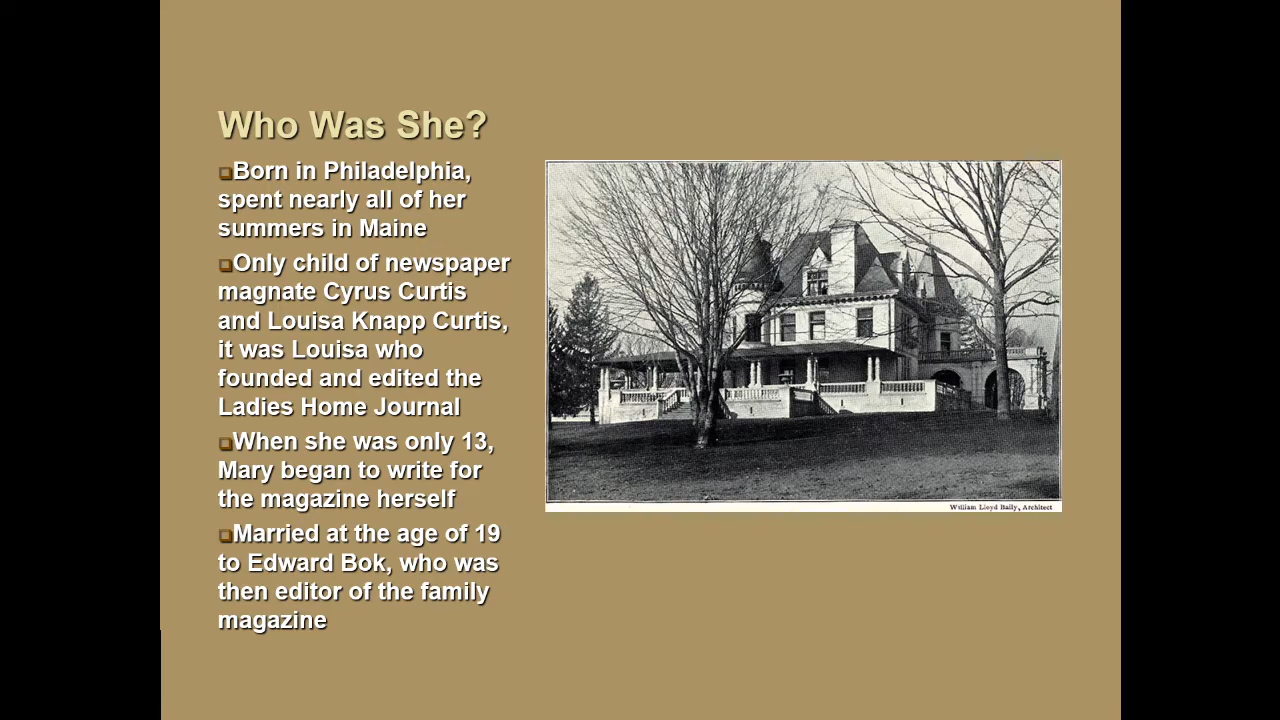 Who Was She?
Born in Philadelphia,
spent nearly all of her
summers in Maine
Only child of newspaper
magnate Cyrus Curtis
and Louisa Knapp Curtis,
it was Louisa who
founded and edited the
Ladies Home Journal
When she was only 13,
Mary began to write for
the magazine herself
Married at the age of 19
to Edward Bok, who was
then editor of the family
magazine
William Lloyd Baily, Architect